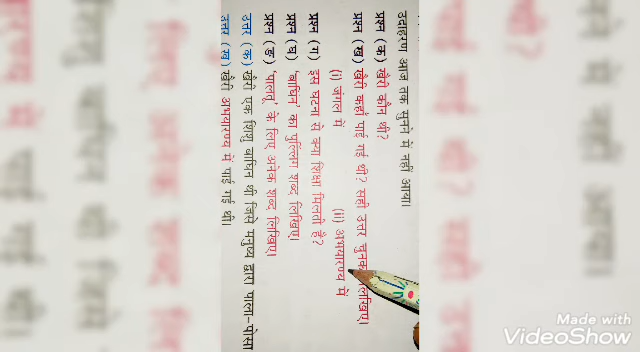 उदाहरण आज तक सुनने में नहीं आया।
प्रश्न (क) खैरी कौन थी?
प्रश्न (ख) खैरी कहाँ पाई गई थी? सही उत्तर चुनकर लिखिए।
(i) जंगल में (ii) अभयारण्य में
प्रश्न (ग) इस घटना से क्या शिक्षा मिलती है?
प्रश्न (घ) 'बाघिन' का पुल्लिंग शब्द लिखिए।
प्रश्न (ङ) 'पालतू' के लिए अनेक शब्द लिखिए।
उत्तर (क) खैरी एक शिशु बाघिन थी जिसे मनुष्य द्वारा पाला-पोसा
उत्तर (ख) खैरी अभयारण्य में पाई गई थी।
Made with
VideoShow